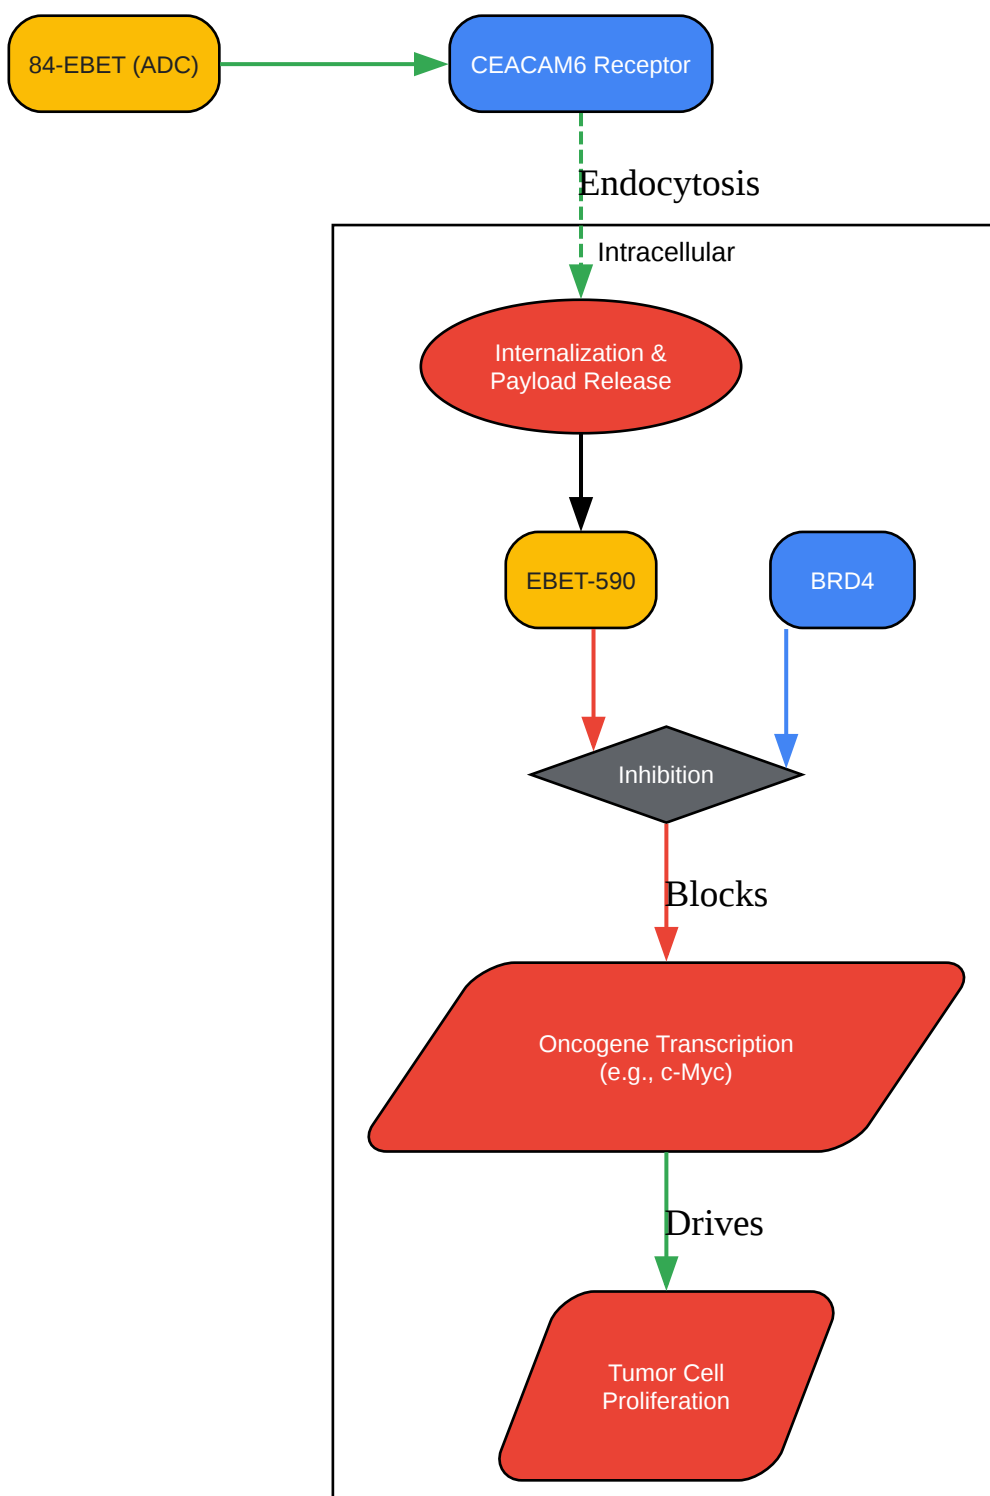 84-EBET (ADC)
CEACAM6 Receptor
Endocytosis
Intracellular
Internalization &
Payload Release
EBET-590
BRD4
Inhibition
Blocks
Oncogene Transcription
(e.g., c-Myc)
Drives
Tumor Cell
Proliferation